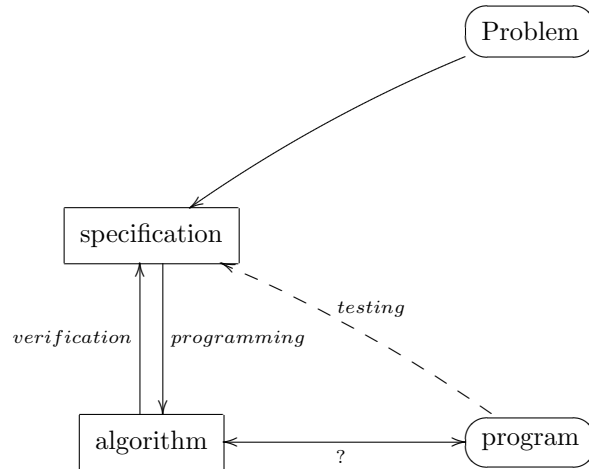 Problem
specification
testing
verification
programming
algorithm
program
?